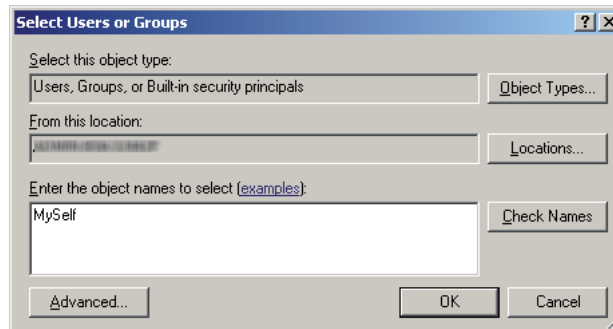 Select Users or Groups
Select this object type:
Users, Groups, or Built-in security principals
Object Types...
From this location:
Locations...
Enter the object names to select (examples):
MySelf
Check Names
Advanced...
OK
Cancel